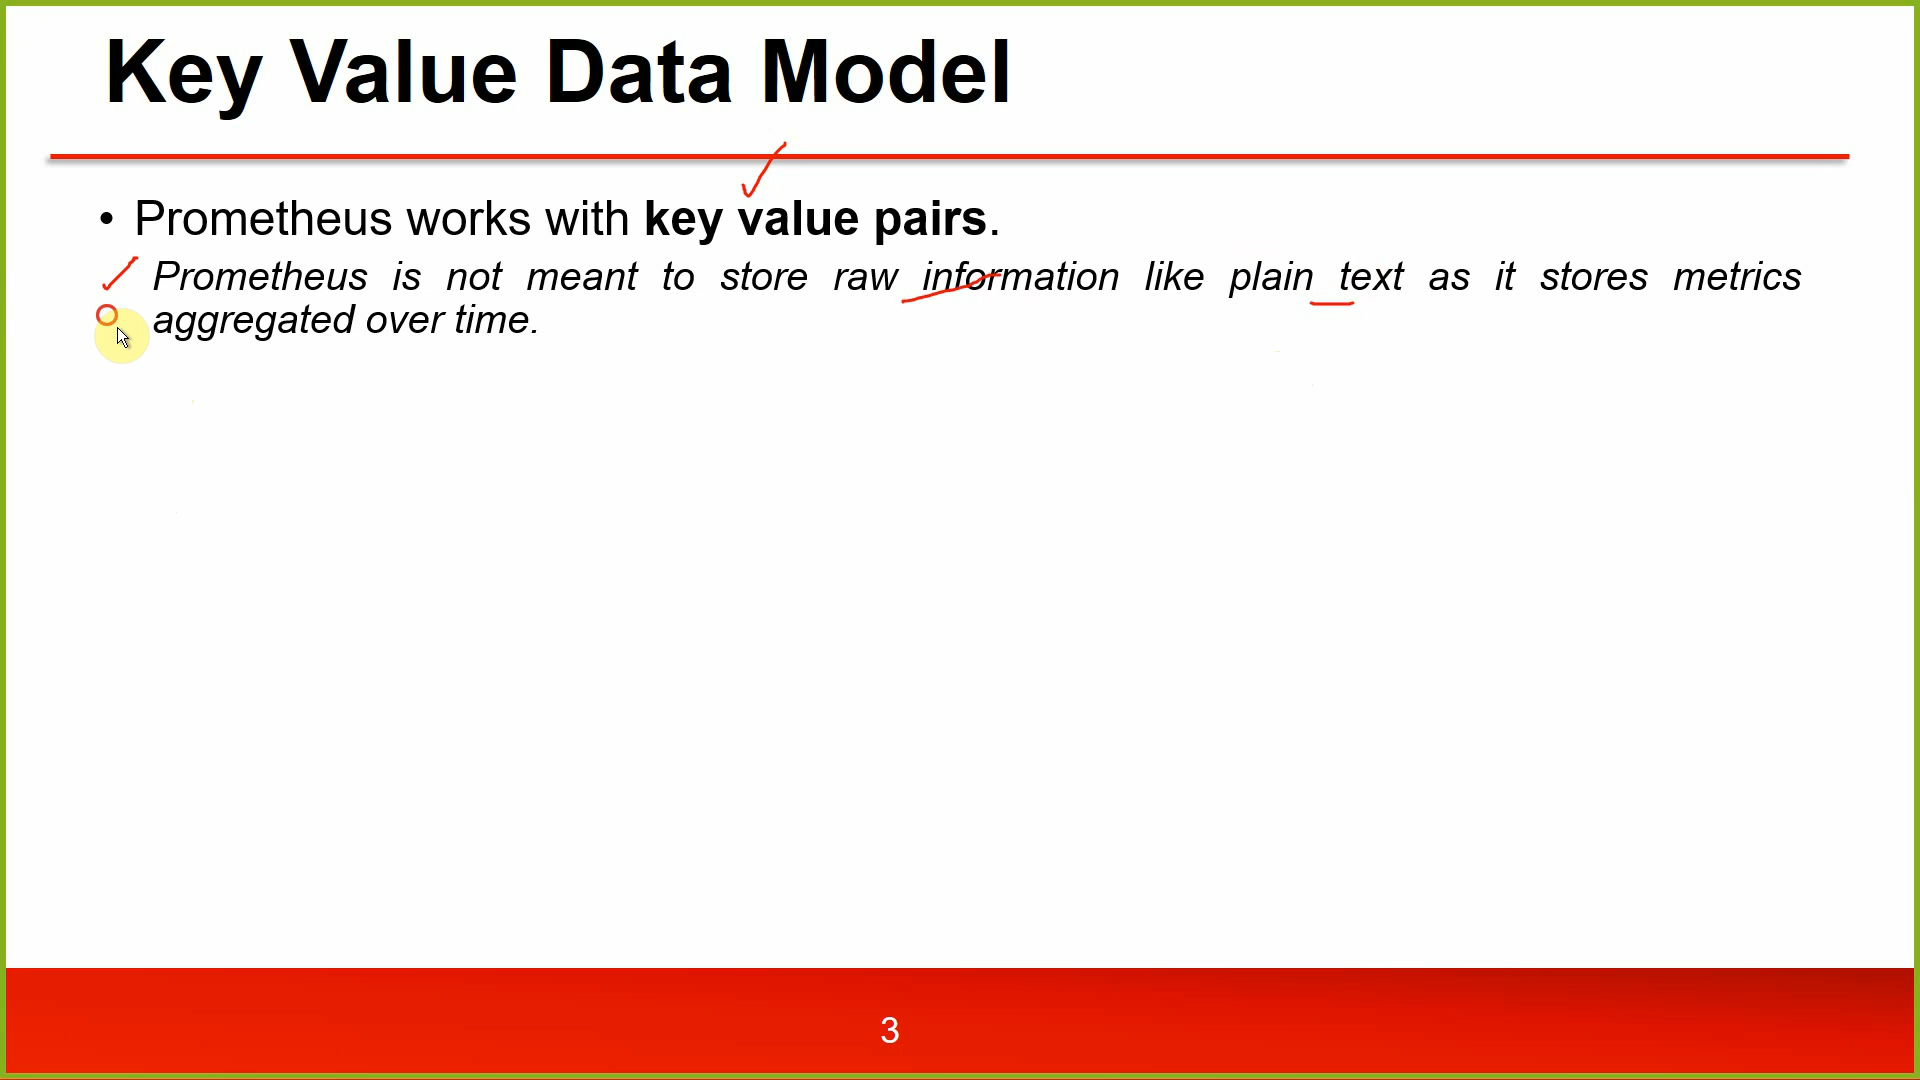 Key Value Data Model
• Prometheus works with key value pairs.
Prometheus is not meant to store raw information like plain text as it stores metrics
aggregated over time.
3